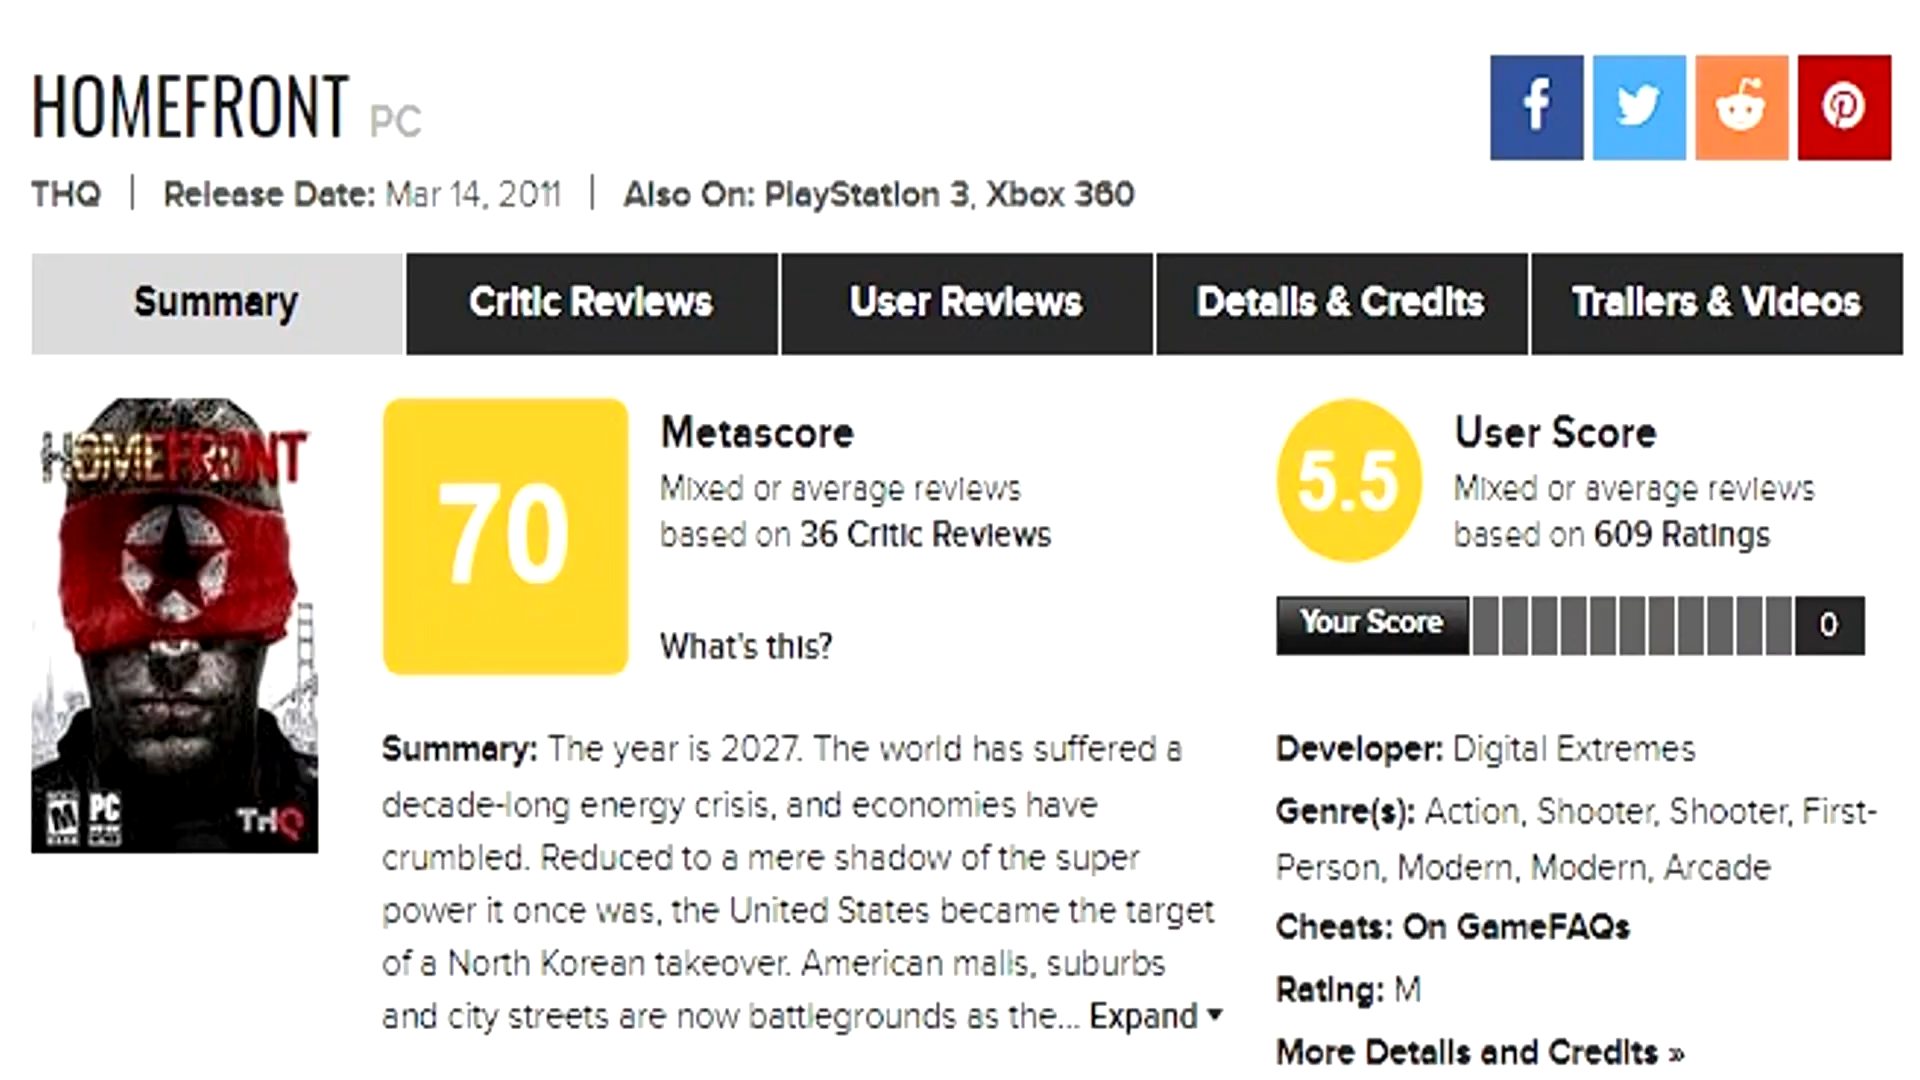 HOMEFRONT PC
THQ | Release Date: Mar 14, 2011 | Also On: PlayStation 3, Xbox 360
Summary
Critic Reviews
User Reviews
Details & Credits
Trailers & Videos
HOMEFRONT
M
PC
THQ
70
Metascore
Mixed or average reviews
based on 36 Critic Reviews
What's this?
5.5
User Score
Mixed or average reviews
based on 609 Ratings
Your Score
0
Summary: The year is 2027. The world has suffered a
decade-long energy crisis, and economies have
crumbled. Reduced to a mere shadow of the super
power it once was, the United States became the target
of a North Korean takeover. American malls, suburbs
and city streets are now battlegrounds as the... Expand
Developer: Digital Extremes
Genre(s): Action, Shooter, Shooter, First-
Person, Modern, Modern, Arcade
Cheats: On GameFAQs
Rating: M
More Details and Credits »